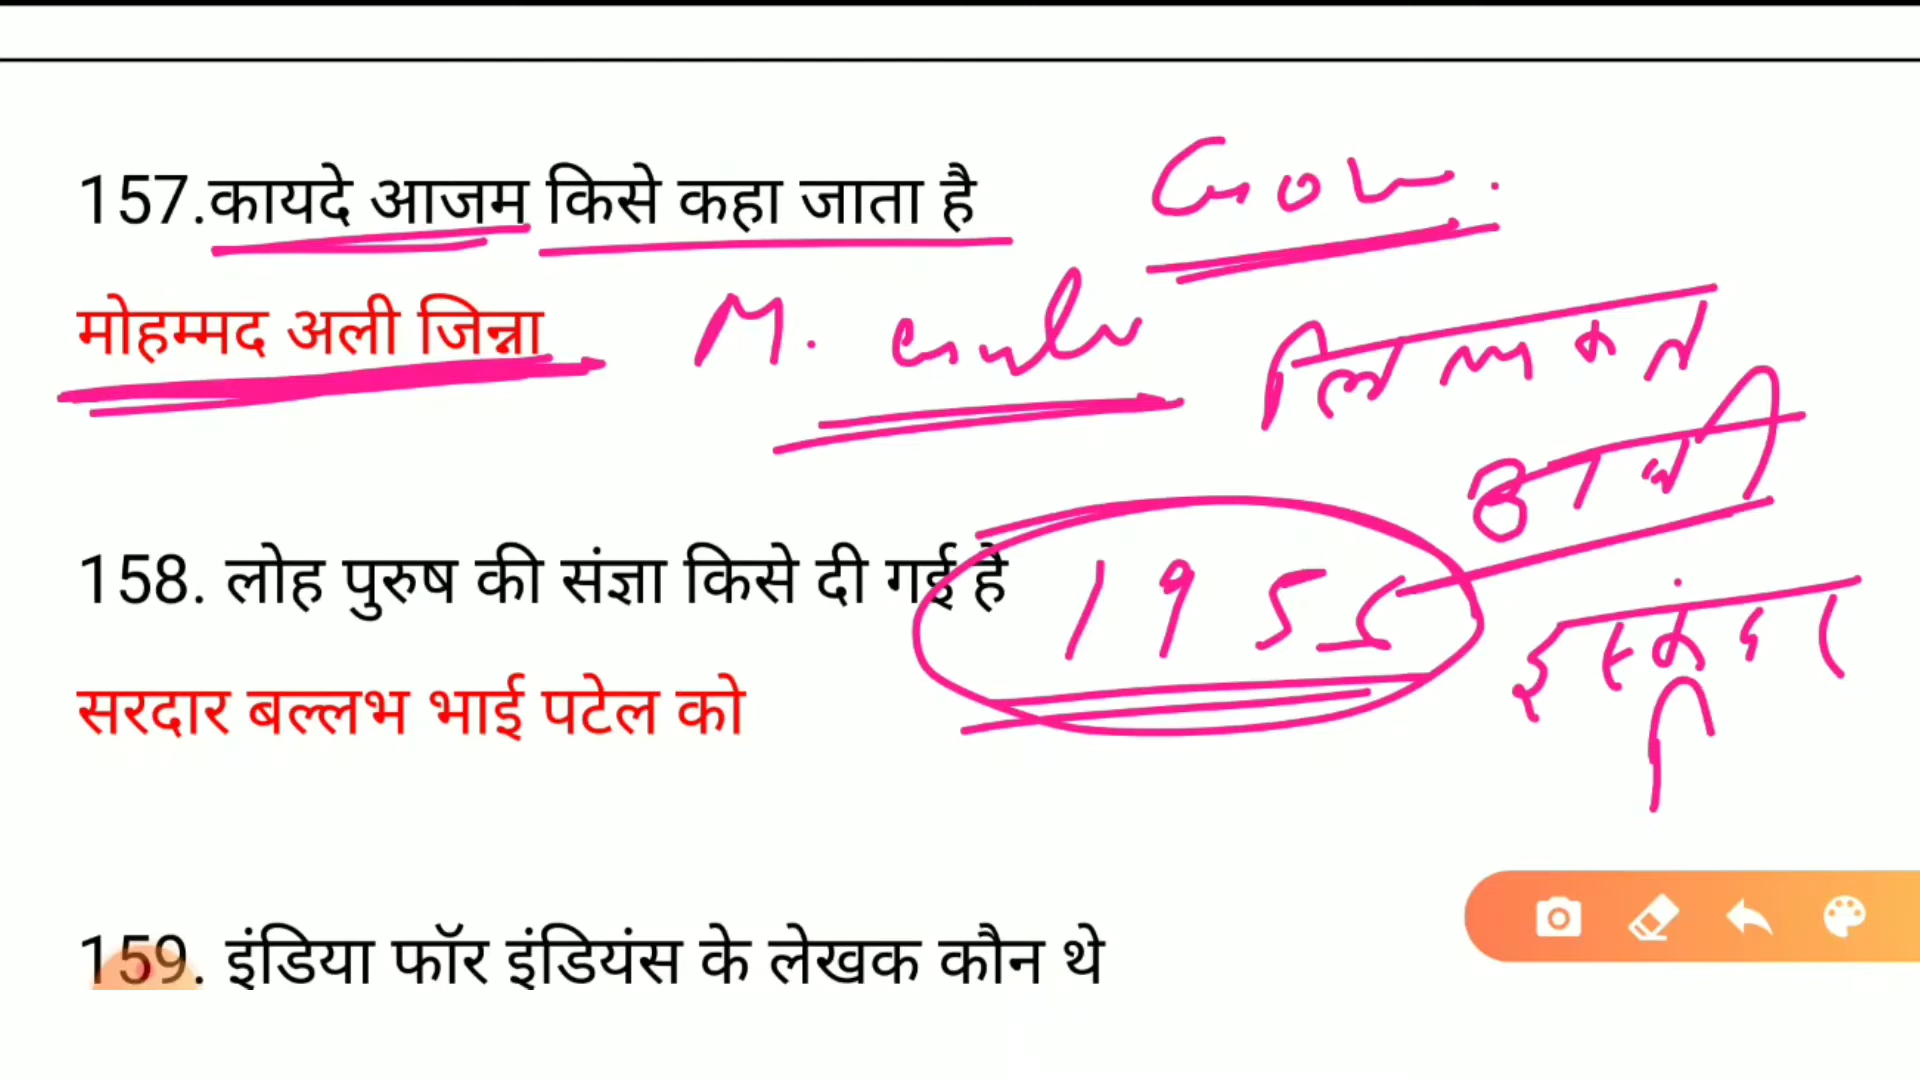 157.कायदे आजम किसे कहा जाता है
मोहम्मद अली जिन्ना
M.
158. लोह पुरुष की संज्ञा किसे दी गई है
1955
सरदार बल्लभ भाई पटेल को
159. इंडिया फॉर इंडियंस के लेखक कौन थे